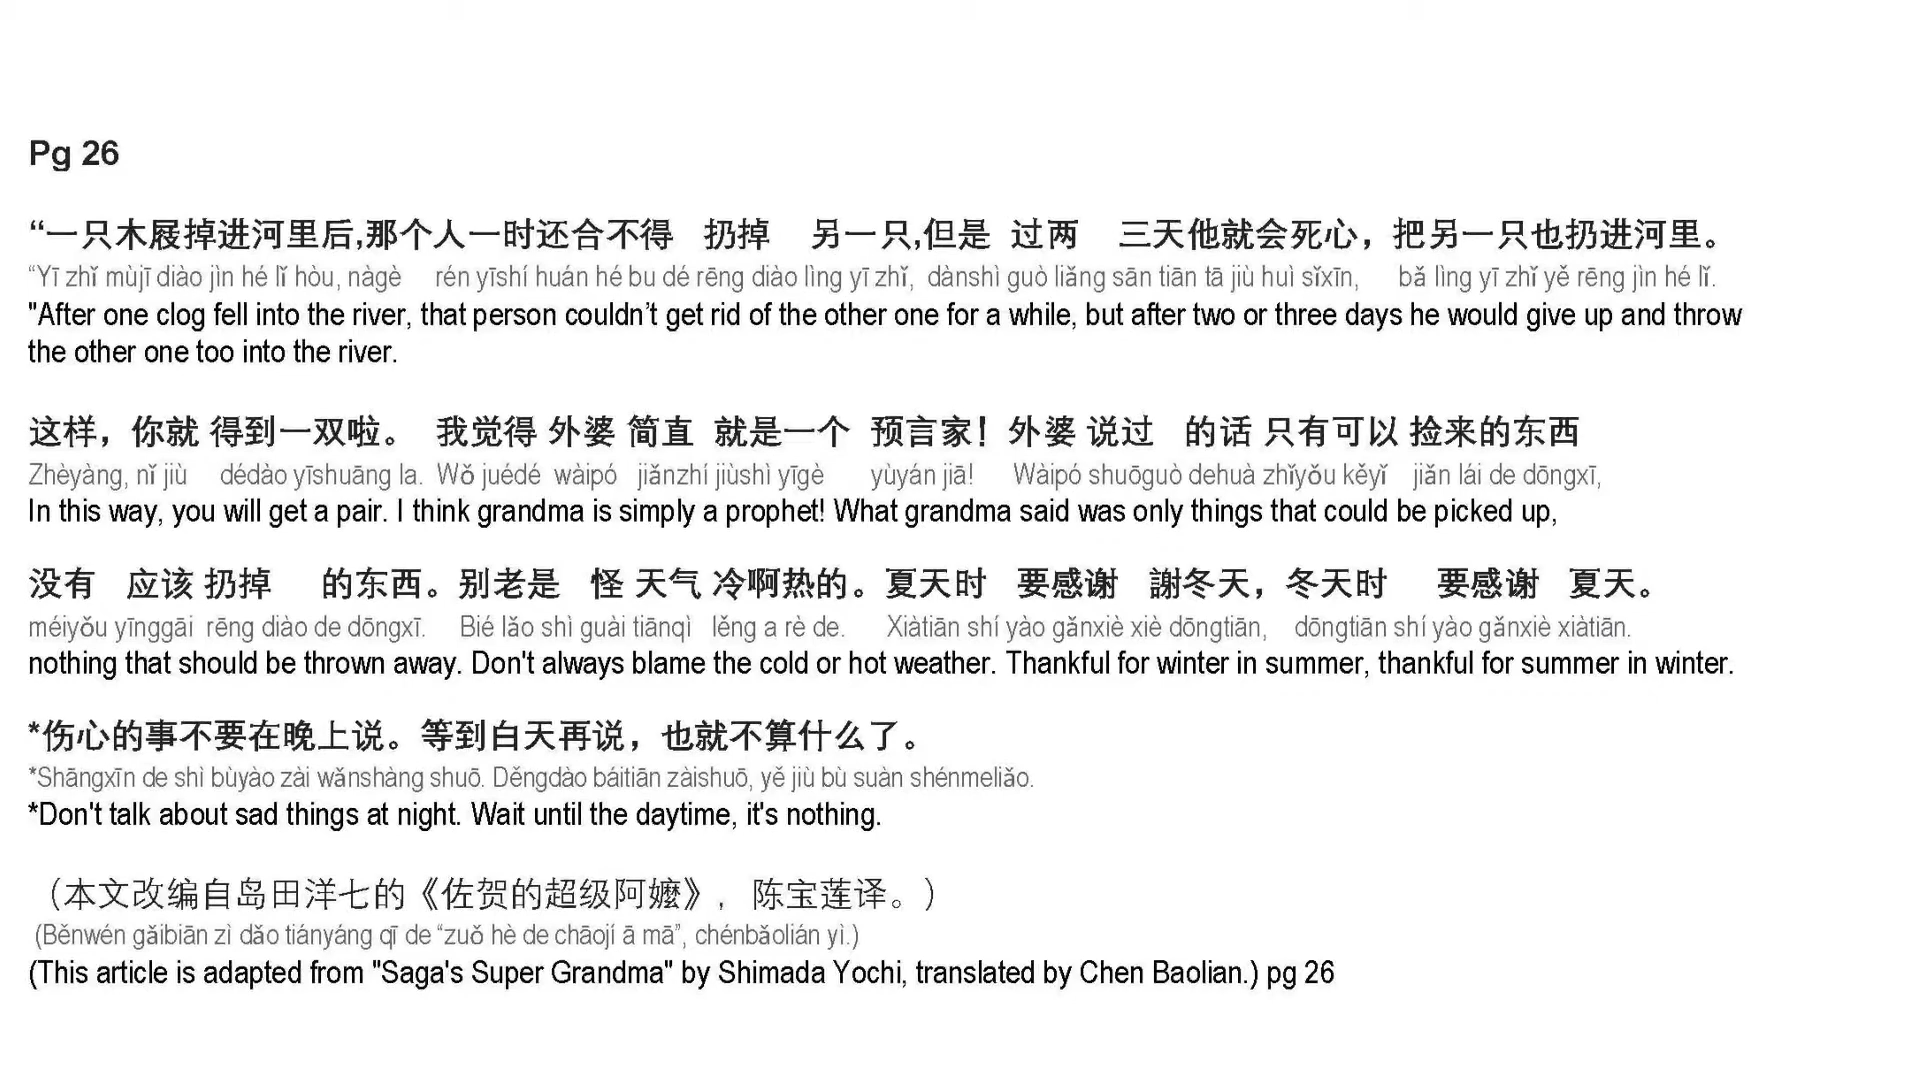 Pg 26
“一只木屐掉进河里后,那个人一时还合不得 扔掉 另一只,但是 过两 三天他就会死心，把另一只也扔进河里。
“Yī zhǐ mùjī diào jìn hé lǐ hòu, nàgè rén yīshí huán hé bu dé rēng diào lìng yī zhǐ, dànshì guò liǎng sān tiān tā jiù huì sǐxīn, bǎ lìng yī zhǐ yě rēng jìn hé lǐ.
"After one clog fell into the river, that person couldn’t get rid of the other one for a while, but after two or three days he would give up and throw
the other one too into the river.
这样，你就 得到一双啦。 我觉得 外婆 简直 就是一个 预言家！外婆 说过 的话 只有可以 捡来的东西
Zhèyàng, nǐ jiù dédào yīshuāng la. Wǒ juédé wàipó jiǎnzhí jiùshì yīgè yùyán jiā! Wàipó shuōguò dehuà zhǐyǒu kěyǐ jiǎn lái de dōngxī,
In this way, you will get a pair. I think grandma is simply a prophet! What grandma said was only things that could be picked up,
没有 应该 扔掉 的东西。别老是 怪 天气 冷啊热的。夏天时 要感谢 謝冬天，冬天时 要感谢 夏天。
méiyǒu yīnggāi rēng diào de dōngxī. Bié lǎo shì guài tiānqì lěng a rè de. Xiàtiān shí yào gǎnxiè xiè dōngtiān, dōngtiān shí yào gǎnxiè xiàtiān.
nothing that should be thrown away. Don't always blame the cold or hot weather. Thankful for winter in summer, thankful for summer in winter.
*伤心的事不要在晚上说。等到白天再说，也就不算什么了。
*Shāngxīn de shì bùyào zài wǎnshàng shuō. Děngdào báitiān zàishuō, yě jiù bù suàn shénmeliǎo.
*Don't talk about sad things at night. Wait until the daytime, it's nothing.
（本文改编自岛田洋七的《佐贺的超级阿嬷》，陈宝莲译。）
(Běnwén gǎibiān zì dǎo tiányáng qī de “zuǒ hè de chāojí ā mā”, chénbǎolián yì.)
(This article is adapted from "Saga's Super Grandma" by Shimada Yochi, translated by Chen Baolian.) pg 26